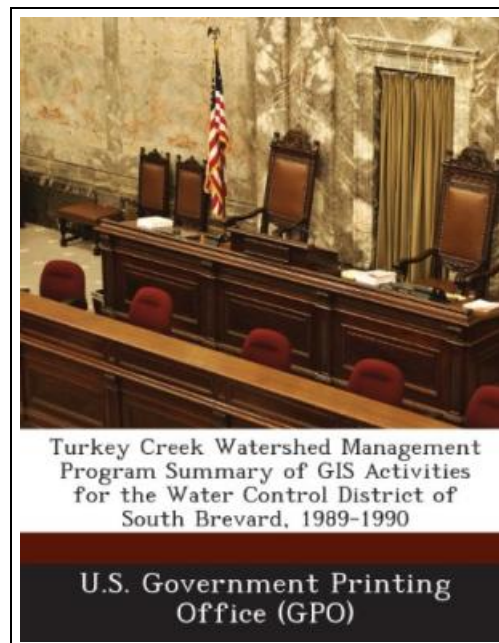 Turkey Creek Watershed Management
Program Summary of GIS Activities
for the Water Control District of
South Brevard, 1989-1990
U.S. Government Printing
Office (GPO)